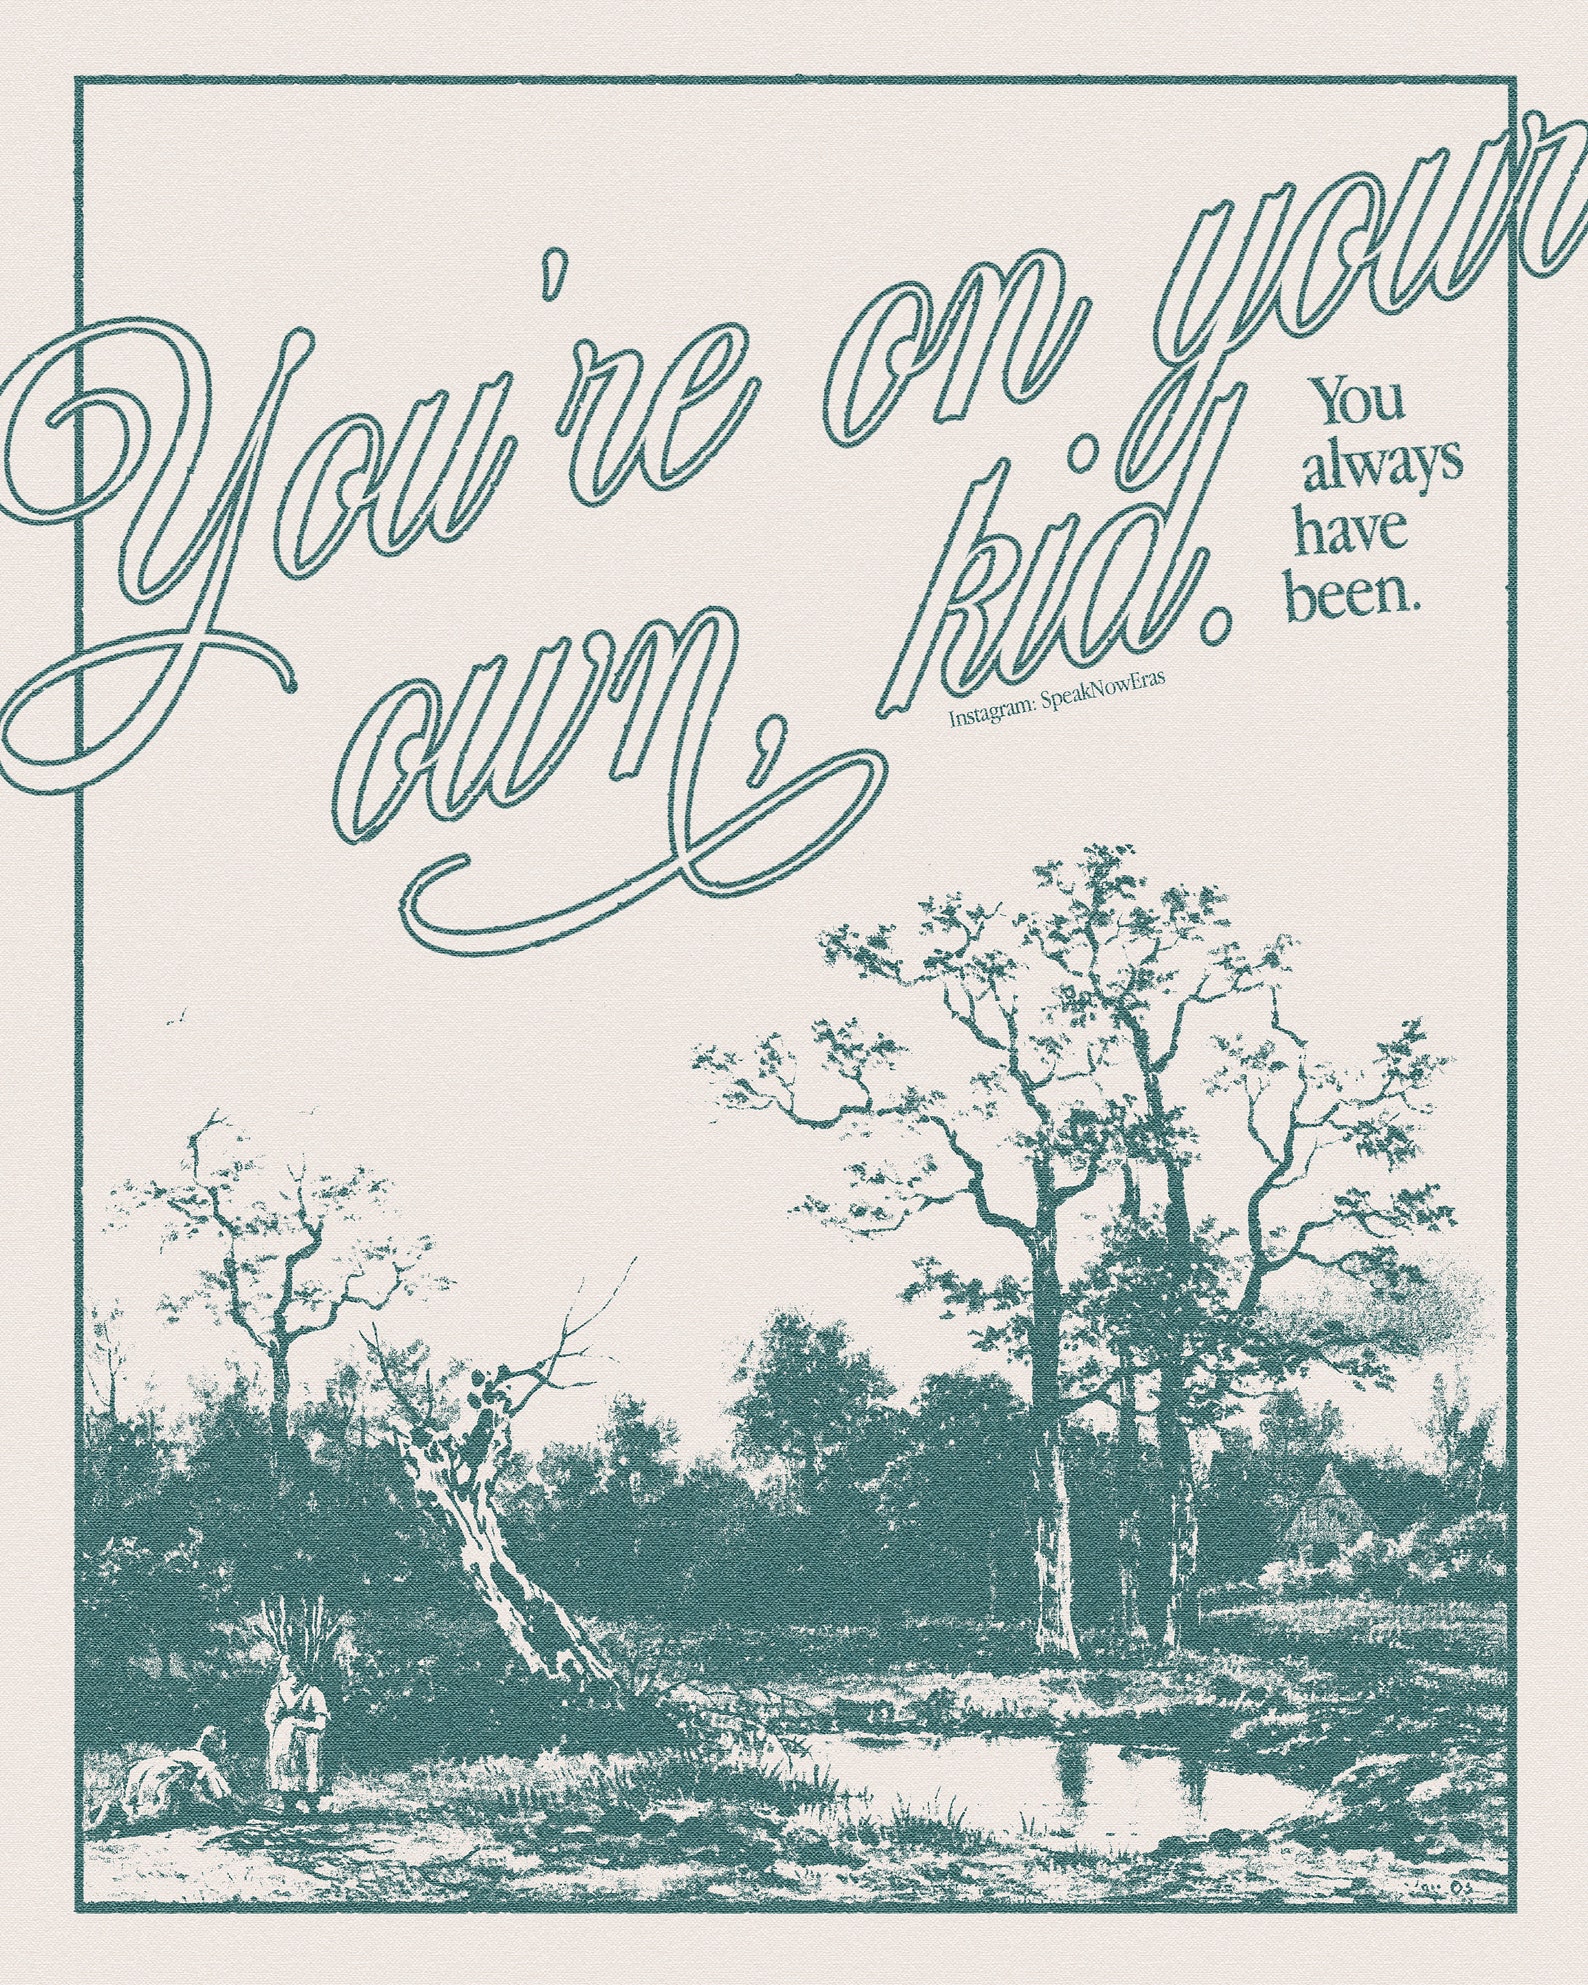 You're on your
own, kid.
You
always
have
been.
Instagram: SpeakNowEras